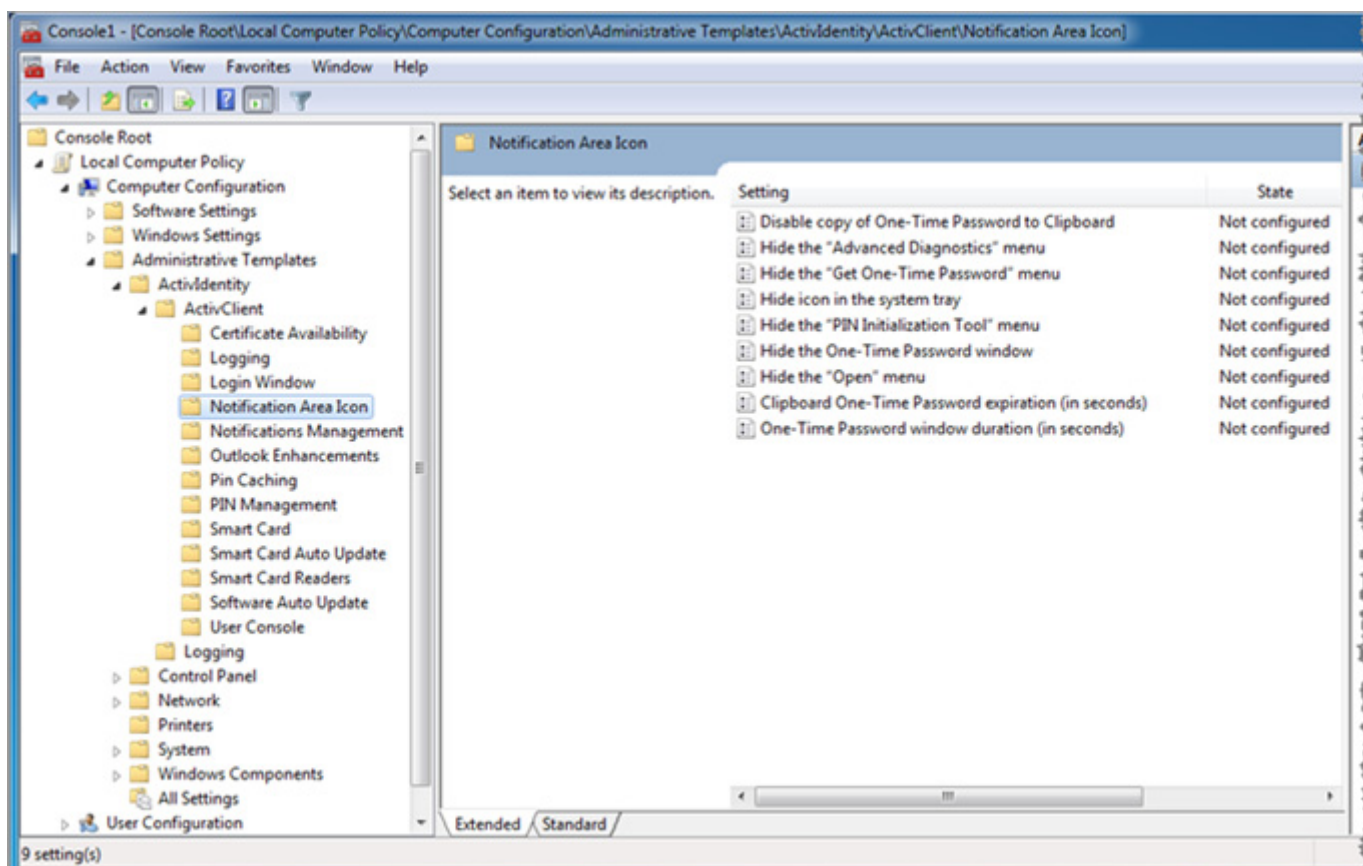 Console1 - [Console Root\Local Computer Policy\Computer Configuration\Administrative Templates\ActivIdentity\ActivClient\Notification Area Icon]
File Action View Favorites Window Help
Console Root
Local Computer Policy
Computer Configuration
Software Settings
Windows Settings
Administrative Templates
ActivIdentity
ActivClient
Certificate Availability
Logging
Login Window
Notification Area Icon
Notifications Management
Outlook Enhancements
Pin Caching
PIN Management
Smart Card
Smart Card Auto Update
Smart Card Readers
Software Auto Update
User Console
Logging
Control Panel
Network
Printers
System
Windows Components
All Settings
User Configuration
Notification Area Icon
Select an item to view its description.
Setting State
Disable copy of One-Time Password to Clipboard Not configured
Hide the "Advanced Diagnostics" menu Not configured
Hide the "Get One-Time Password" menu Not configured
Hide icon in the system tray Not configured
Hide the "PIN Initialization Tool" menu Not configured
Hide the One-Time Password window Not configured
Hide the "Open" menu Not configured
Clipboard One-Time Password expiration (in seconds) Not configured
One-Time Password window duration (in seconds) Not configured
Extended Standard
9 setting(s)